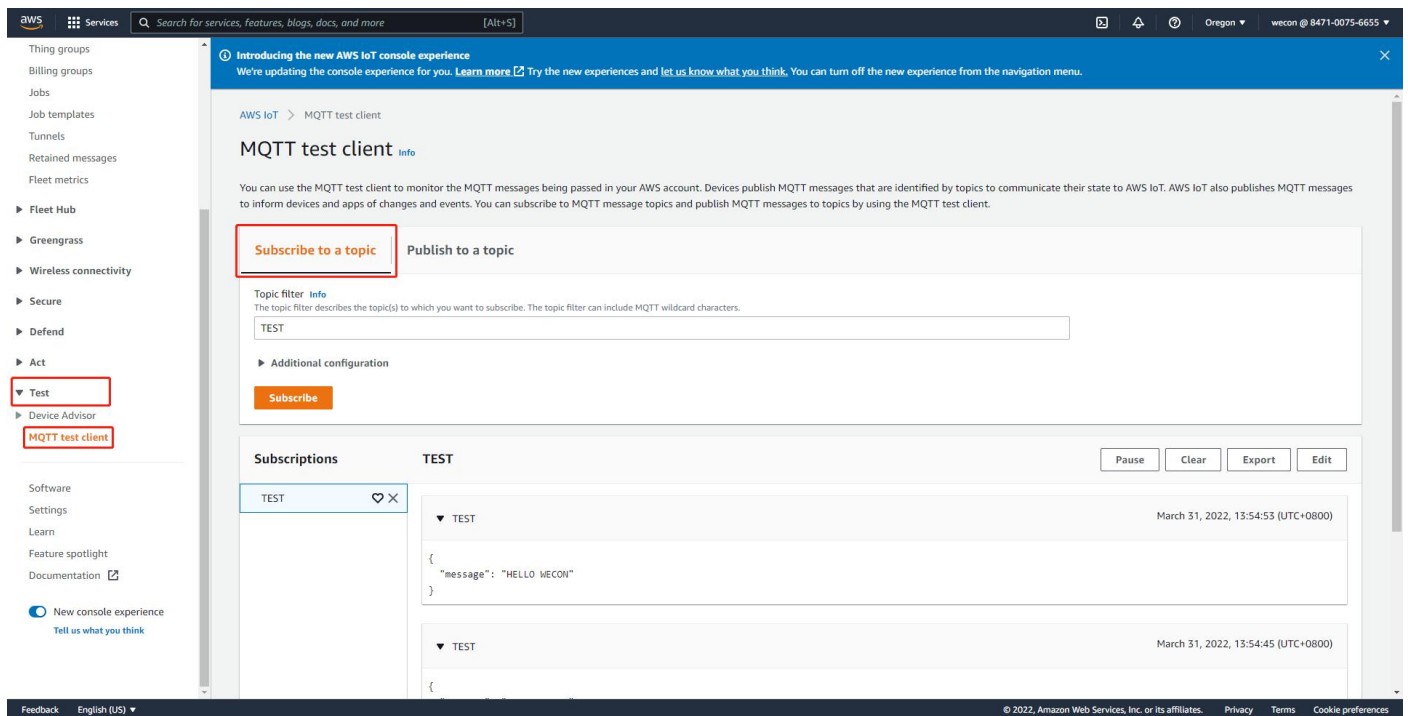 aws Services Search for services, features, blogs, docs, and more [Alt+S] Oregon ▼ wecon @ 8471-0075-6655 ▼
Thing groups
Billing groups
Jobs
Job templates
Tunnels
Retained messages
Fleet metrics
Fleet Hub
Greengrass
Wireless connectivity
Secure
Defend
Act
Test
Device Advisor
MQTT test client
Software
Settings
Learn
Feature spotlight
Documentation
New console experience
Tell us what you think
Introducing the new AWS IoT console experience
We're updating the console experience for you. Learn more Try the new experiences and let us know what you think. You can turn off the new experience from the navigation menu.
AWS IoT > MQTT test client
MQTT test client Info
You can use the MQTT test client to monitor the MQTT messages being passed in your AWS account. Devices publish MQTT messages that are identified by topics to communicate their state to AWS IoT. AWS IoT also publishes MQTT messages
to inform devices and apps of changes and events. You can subscribe to MQTT message topics and publish MQTT messages to topics by using the MQTT test client.
Subscribe to a topic Publish to a topic
Topic filter Info
The topic filter describes the topic(s) to which you want to subscribe. The topic filter can include MQTT wildcard characters.
TEST
Additional configuration
Subscribe
Subscriptions TEST Pause Clear Export Edit
TEST
TEST March 31, 2022, 13:54:53 (UTC+0800)
{
"message": "HELLO WECON"
}
TEST March 31, 2022, 13:54:45 (UTC+0800)
{
Feedback English (US) ▼ © 2022, Amazon Web Services, Inc. or its affiliates. Privacy Terms Cookie preferences